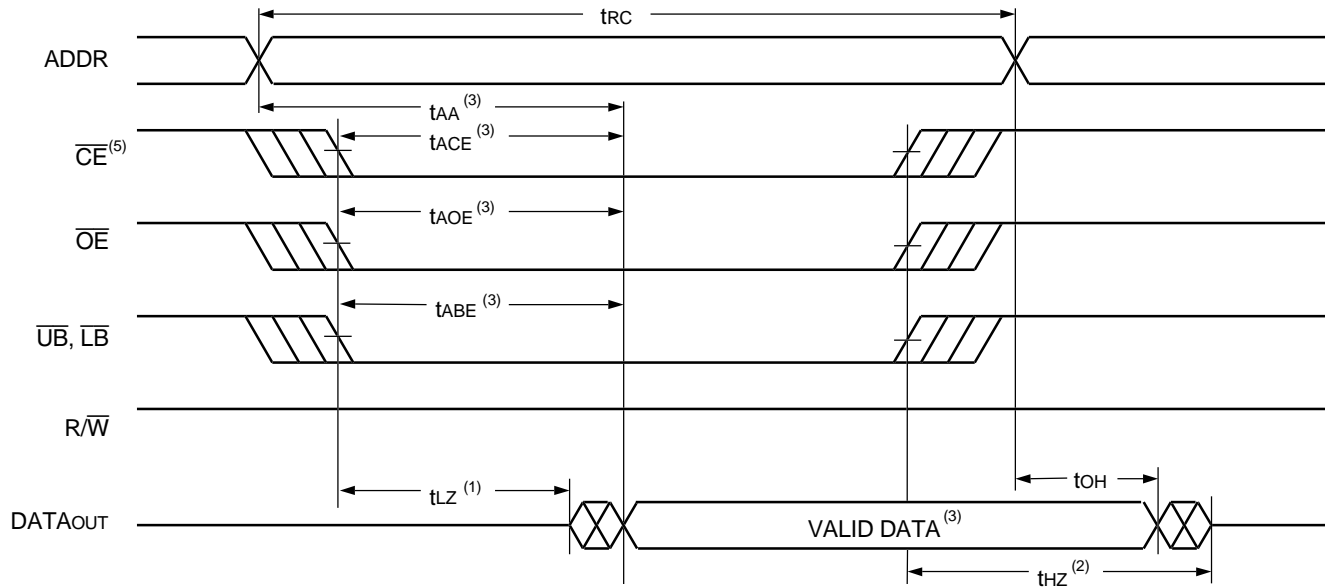 tRC
ADDR
tAA (3)
CE (5)
tACE (3)
OE
tAOE (3)
UB, LB
tABE (3)
R/W
tLZ (1)
tOH
DATAOUT
VALID DATA (3)
tHZ (2)